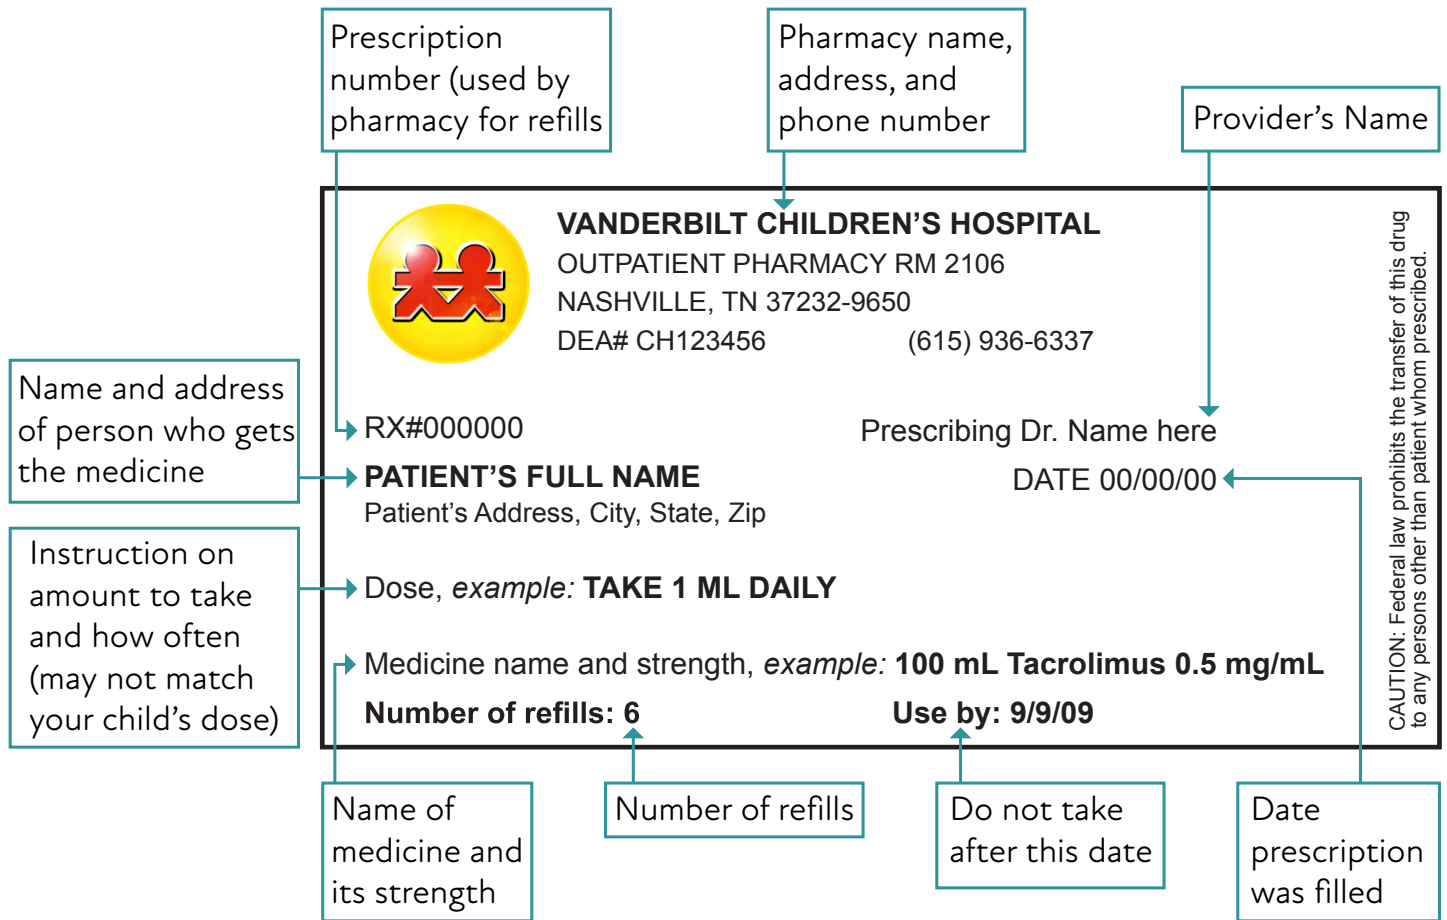 Prescription
number (used by
pharmacy for refills
Pharmacy name,
address, and
phone number
Provider’s Name
VANDERBILT CHILDREN’S HOSPITAL
OUTPATIENT PHARMACY RM 2106
NASHVILLE, TN 37232-9650
DEA# CH123456 (615) 936-6337
Name and address
of person who gets
the medicine
RX#000000
Prescribing Dr. Name here
PATIENT’S FULL NAME
DATE 00/00/00
Patient’s Address, City, State, Zip
Instruction on
amount to take
and how often
(may not match
your child’s dose)
Dose, example: TAKE 1 ML DAILY
Medicine name and strength, example: 100 mL Tacrolimus 0.5 mg/mL
Number of refills: 6
Use by: 9/9/09
CAUTION: Federal law prohibits the transfer of this drug
to any persons other than patient whom prescribed.
Name of
medicine and
its strength
Number of refills
Do not take
after this date
Date
prescription
was filled